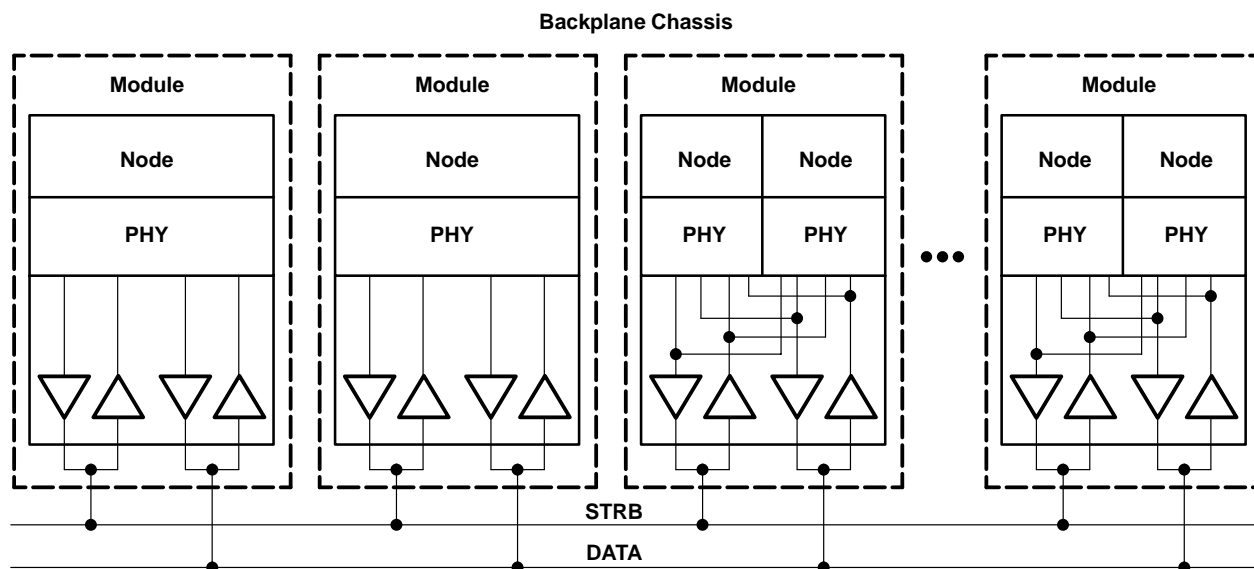 Backplane Chassis
Module Module Module Module
Node Node Node Node Node Node
PHY PHY PHY PHY PHY PHY
STRB
DATA